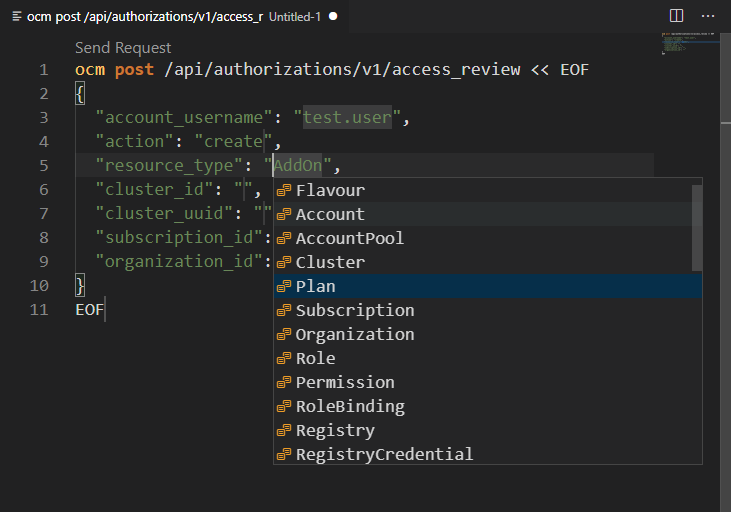 ocm post /api/authorizations/v1/access_r Untitled-1
Send Request
1 ocm post /api/authorizations/v1/access_review << EOF
2 {
3 "account_username": "test.user",
4 "action": "create",
5 "resource_type": "AddOn",
6 "cluster_id": "",
7 "cluster_uuid": ""
8 "subscription_id":
9 "organization_id":
10 }
11 EOF
Flavour
Account
AccountPool
Cluster
Plan
Subscription
Organization
Role
Permission
RoleBinding
Registry
RegistryCredential